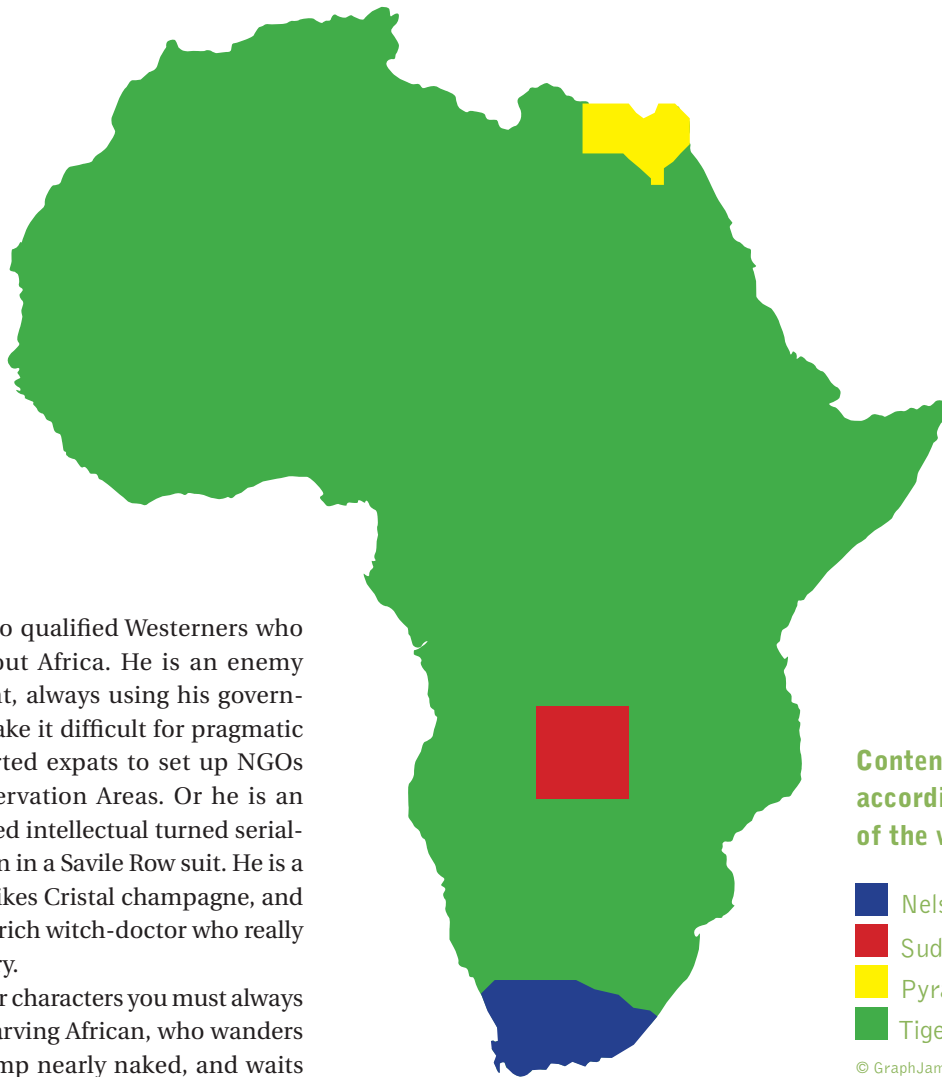 o qualified Westerners who
out Africa. He is an enemy
nt, always using his govern-
ake it difficult for pragmatic
rted expats to set up NGOs
ervation Areas. Or he is an
ed intellectual turned serial-
n in a Savile Row suit. He is a
ikes Cristal champagne, and
rich witch-doctor who really
ry.
r characters you must always
arving African, who wanders
mp nearly naked, and waits
Conten
accordi
of the w
Nels
Sud
Pyra
Tige
© GraphJam